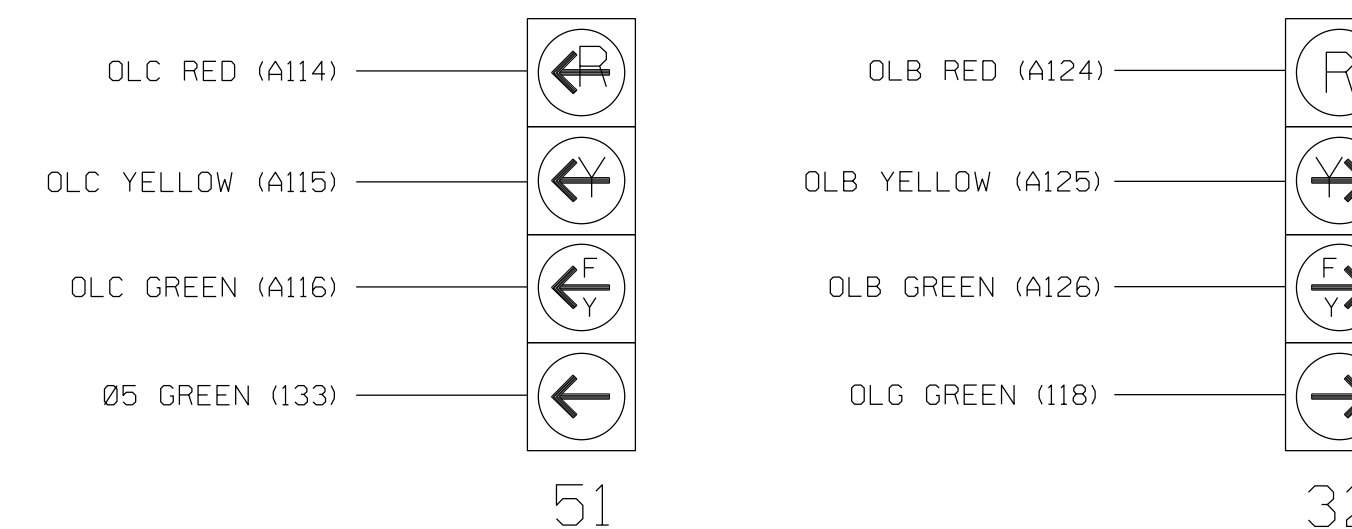 OLC RED (A114)
R
OLC YELLOW (A115)
Y
OLC GREEN (A116)
F
Y
Ø5 GREEN (133)
51
OLB RED (A124)
R
OLB YELLOW (A125)
Y
OLB GREEN (A126)
F
Y
OLG GREEN (118)